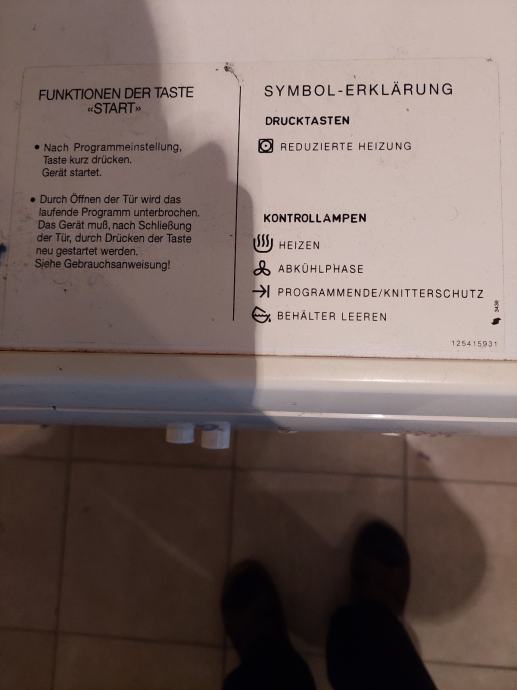 FUNKTIONEN DER TASTE
«START»
• Nach Programmeinstellung,
Taste kurz drücken.
Gerät startet.
• Durch Öffnen der Tür wird das
laufende Programm unterbrochen.
Das Gerät muß, nach Schließung
der Tür, durch Drücken der Taste
neu gestartet werden.
Siehe Gebrauchsanweisung!
SYMBOL-ERKLÄRUNG
DRUCKTASTEN
REDUZIERTE HEIZUNG
KONTROLLAMPEN
HEIZEN
ABKÜHLPHASE
PROGRAMMENDE/KNITTERSCHUTZ
BEHÄLTER LEEREN
125415931